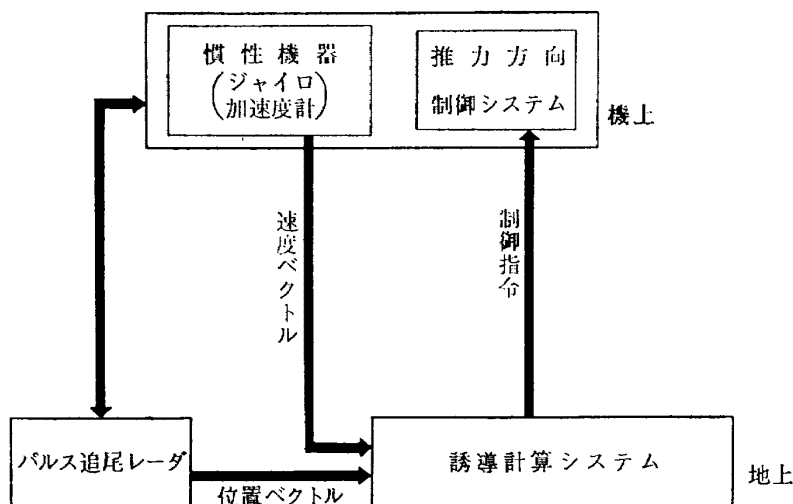 慣性機器
(ジャイロ
加速度計)
推力方向
制御システム
機上
速度ベクトル
制御指令
パルス追尾レーダ
位置ベクトル
誘導計算システム
地上